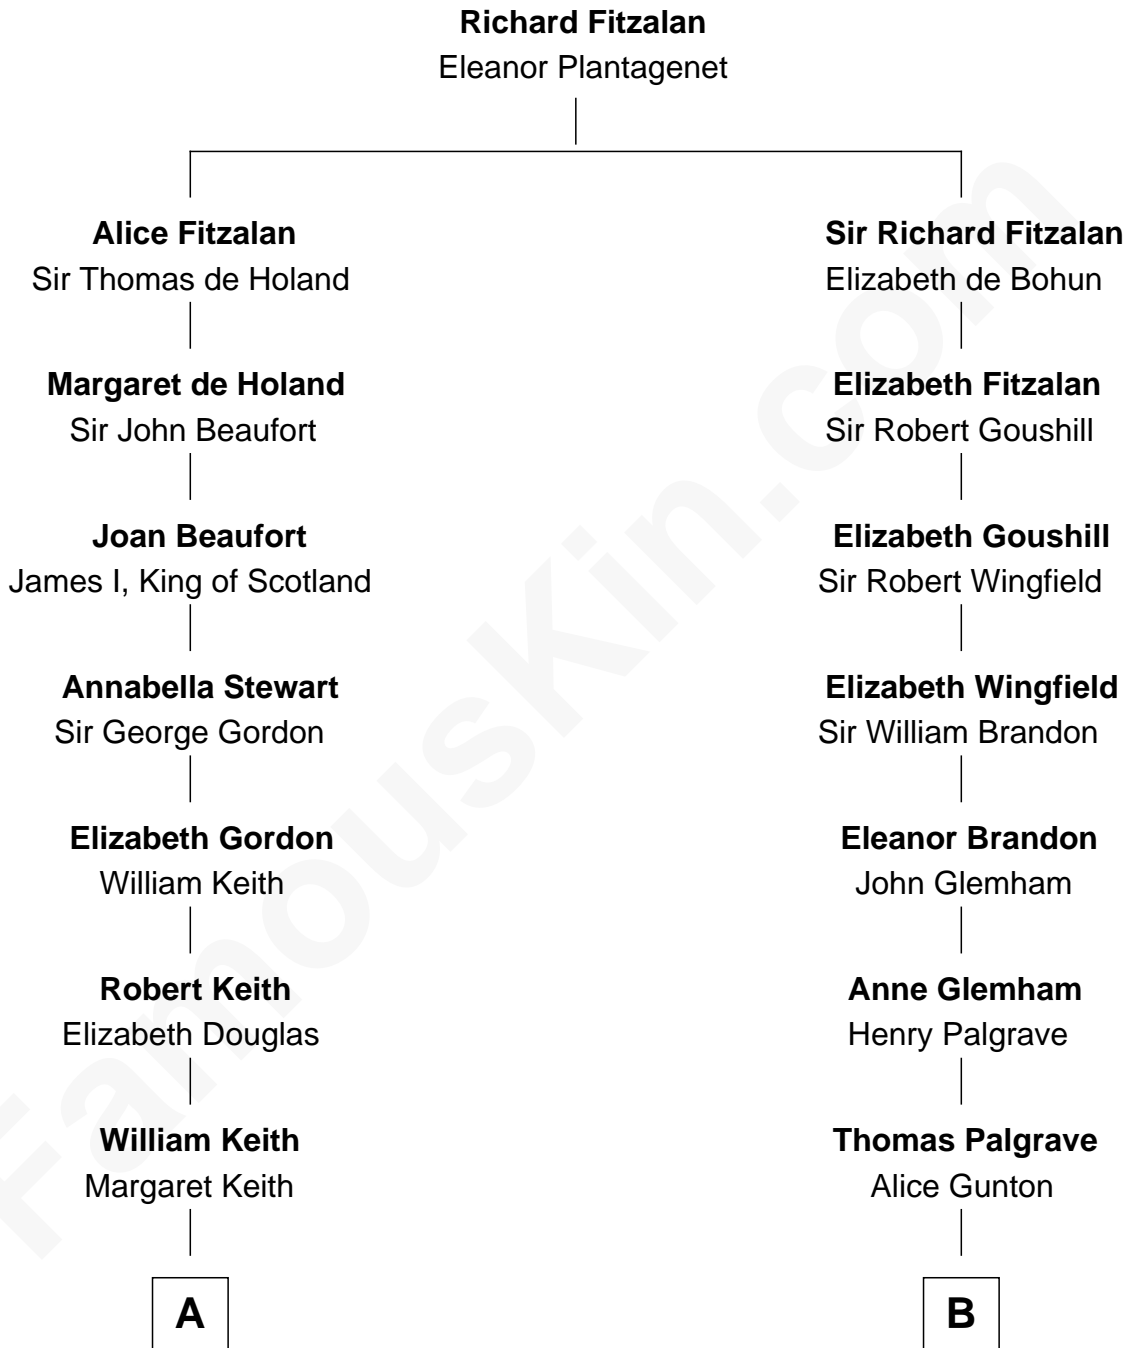 Richard Fitzalan
Eleanor Plantagenet
Alice Fitzalan
Sir Thomas de Holand
Sir Richard Fitzalan
Elizabeth de Bohun
Margaret de Holand
Sir John Beaufort
Elizabeth Fitzalan
Sir Robert Goushill
Joan Beaufort
James I, King of Scotland
Elizabeth Goushill
Sir Robert Wingfield
Annabella Stewart
Sir George Gordon
Elizabeth Wingfield
Sir William Brandon
Elizabeth Gordon
William Keith
Eleanor Brandon
John Glemham
Robert Keith
Elizabeth Douglas
Anne Glemham
Henry Palgrave
William Keith
Margaret Keith
Thomas Palgrave
Alice Gunton
A
B
FamousKin.com